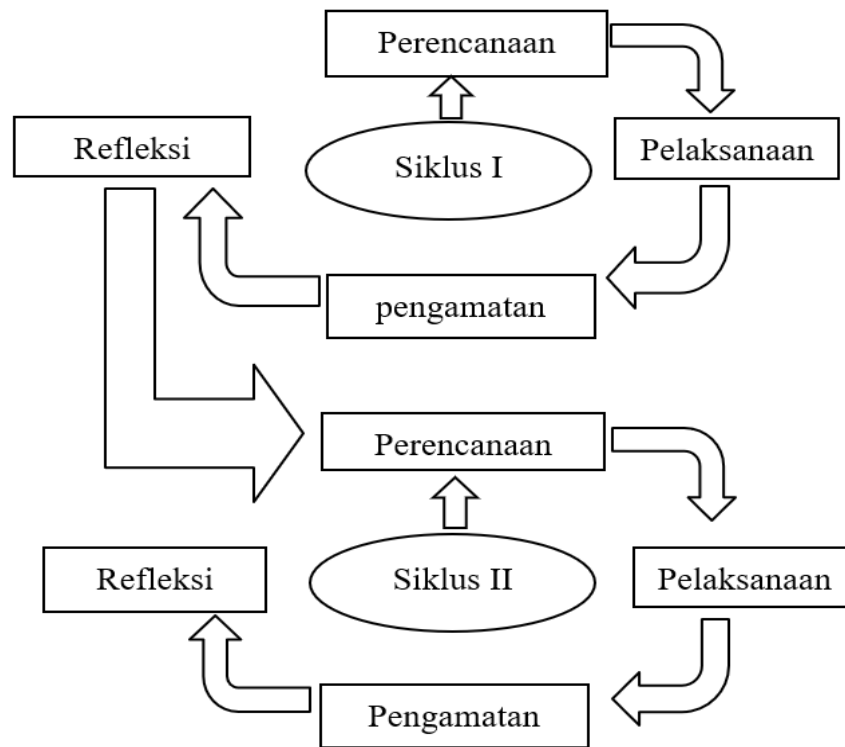 Perencanaan
Refleksi
Siklus I
Pelaksanaan
pengamatan
Perencanaan
Refleksi
Siklus II
Pelaksanaan
Pengamatan